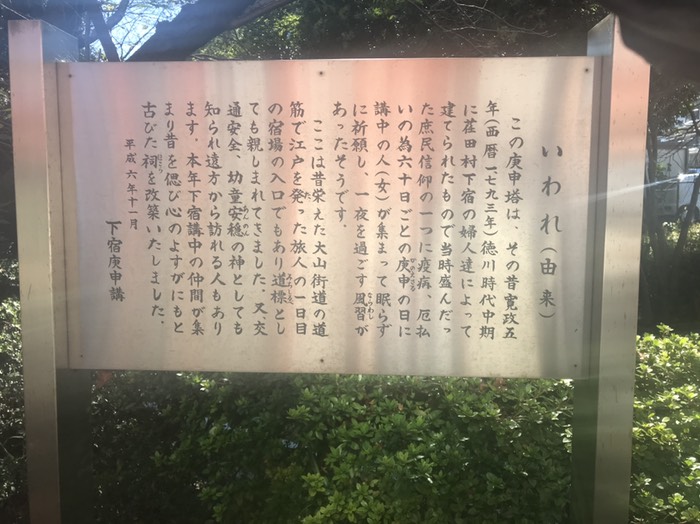 いわれ(由来)
この庚申塔は、その昔寛政五
年(西暦一七九三年)徳川時代中期
に荏田村下宿の婦人達によって
建てられたもので当時盛んだっ
た庶民信仰の一つに疫病、厄払
いの為六十日ごとの庚申の日に
講中の人(女)が集まって眠らず
に祈願し、一夜を過ごす風習が
あったそうです。
ここは昔栄えた大山街道の道
筋で江戸を発った旅人の一日目
の宿場の入口でもあり道標とし
ても親しまれてきました。又、交
通安全、幼童安穏の神としても
知られ遠方から訪れる人もあり
ます。本年下宿講中の仲間が集
まり昔を偲び心のよすがにもと
古びた祠を改築いたしました。
平成六年十一月
下宿庚申講